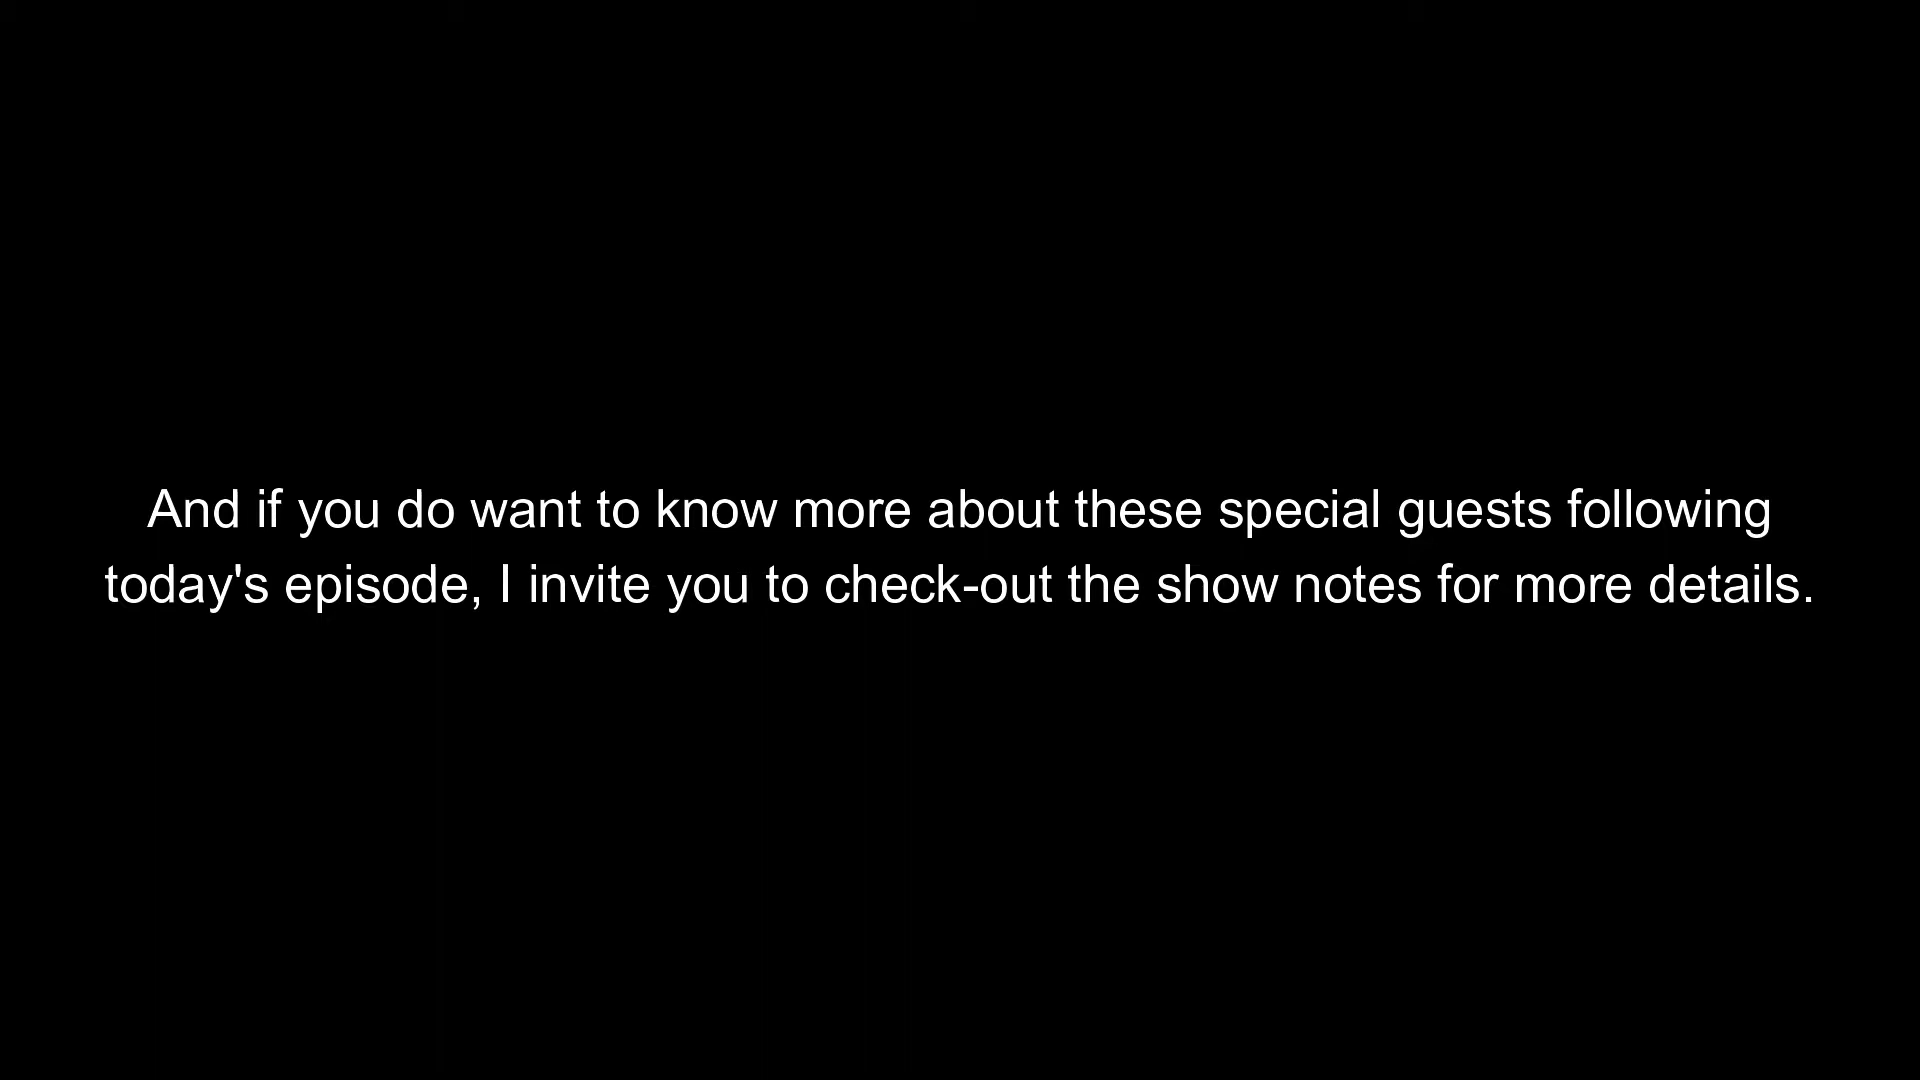 And if you do want to know more about these special guests following
today's episode, I invite you to check-out the show notes for more details.